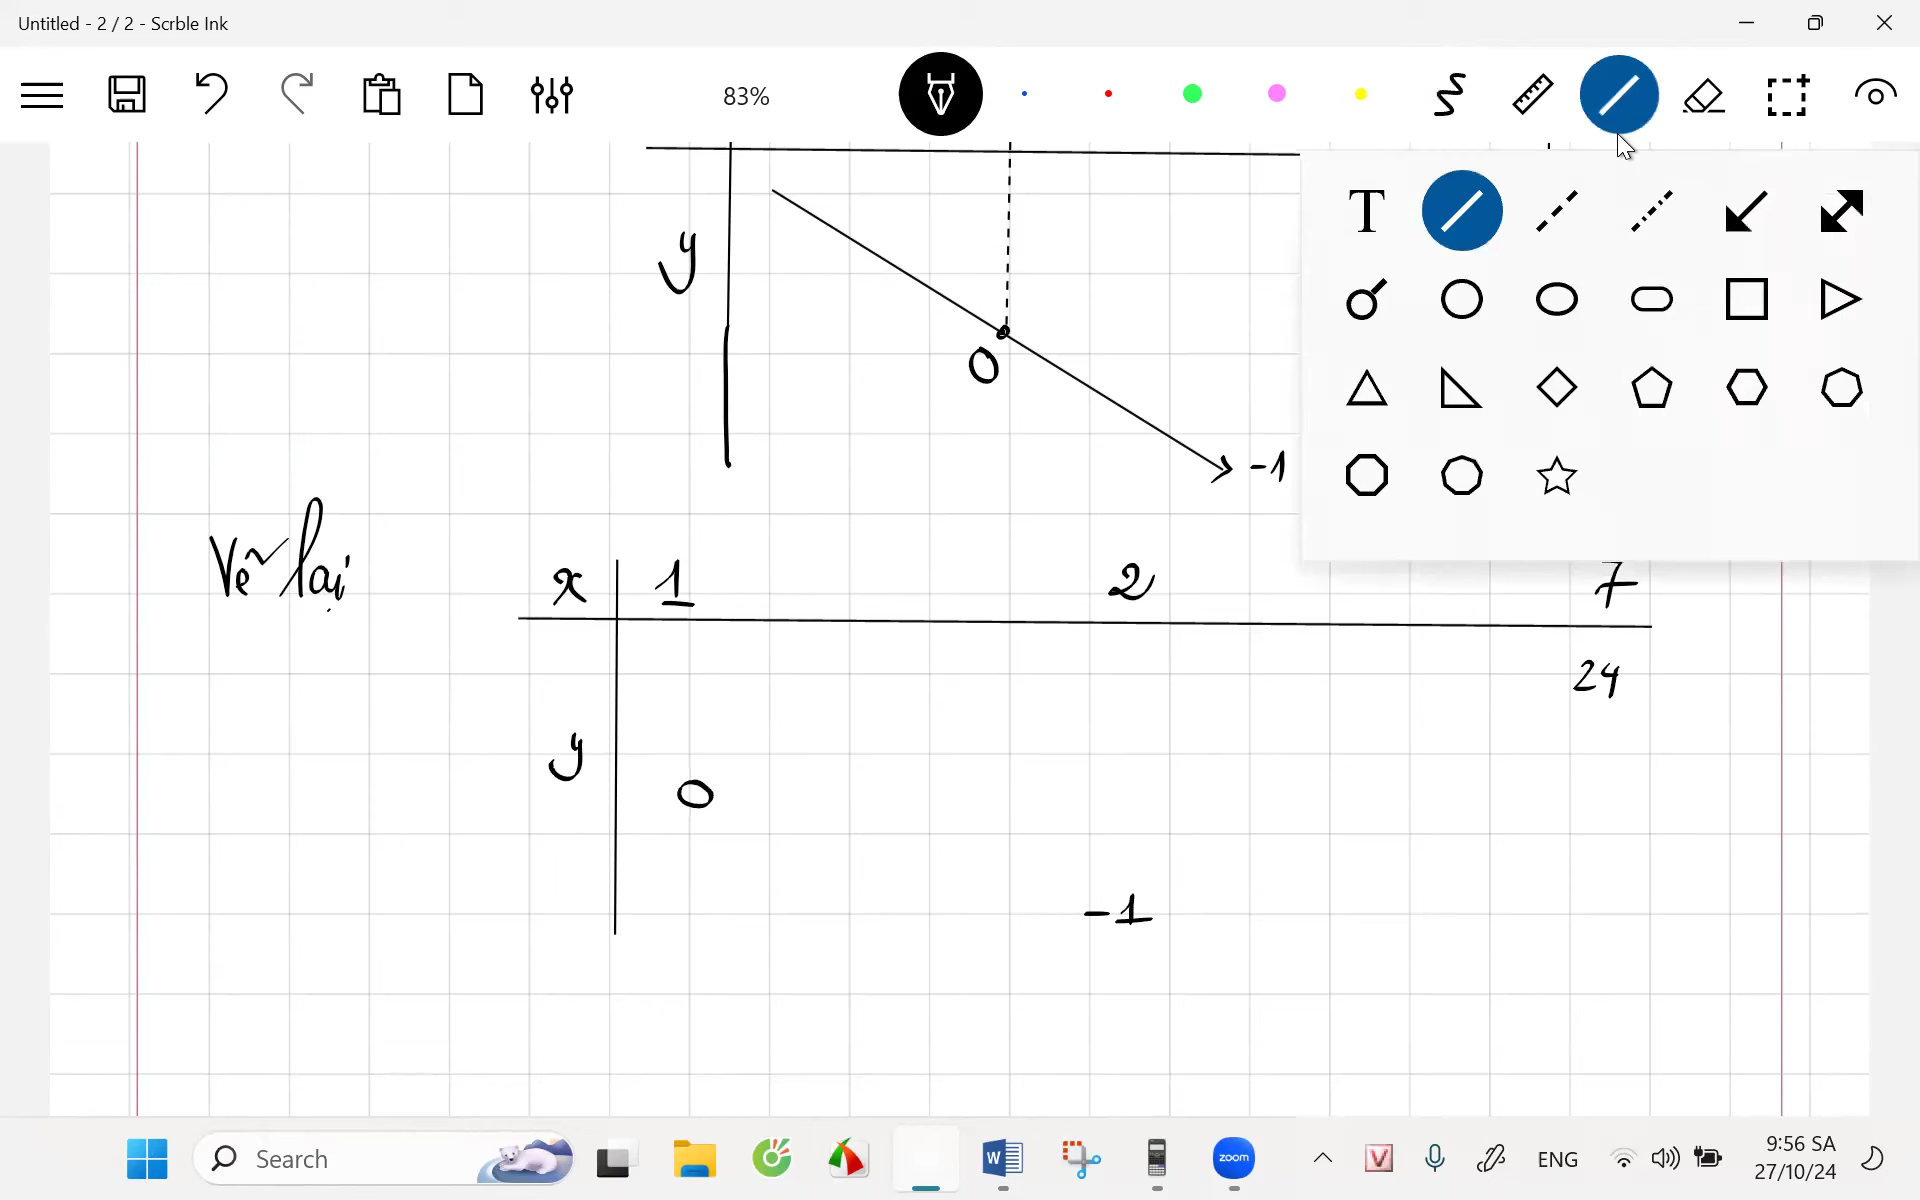 Untitled - 2 / 2 - Scrble Ink
83%
T
y
0
-1
Vẽ lại
x 1 2 7
24
y
0
-1
Search
zoom
ENG
9:56 SA
27/10/24